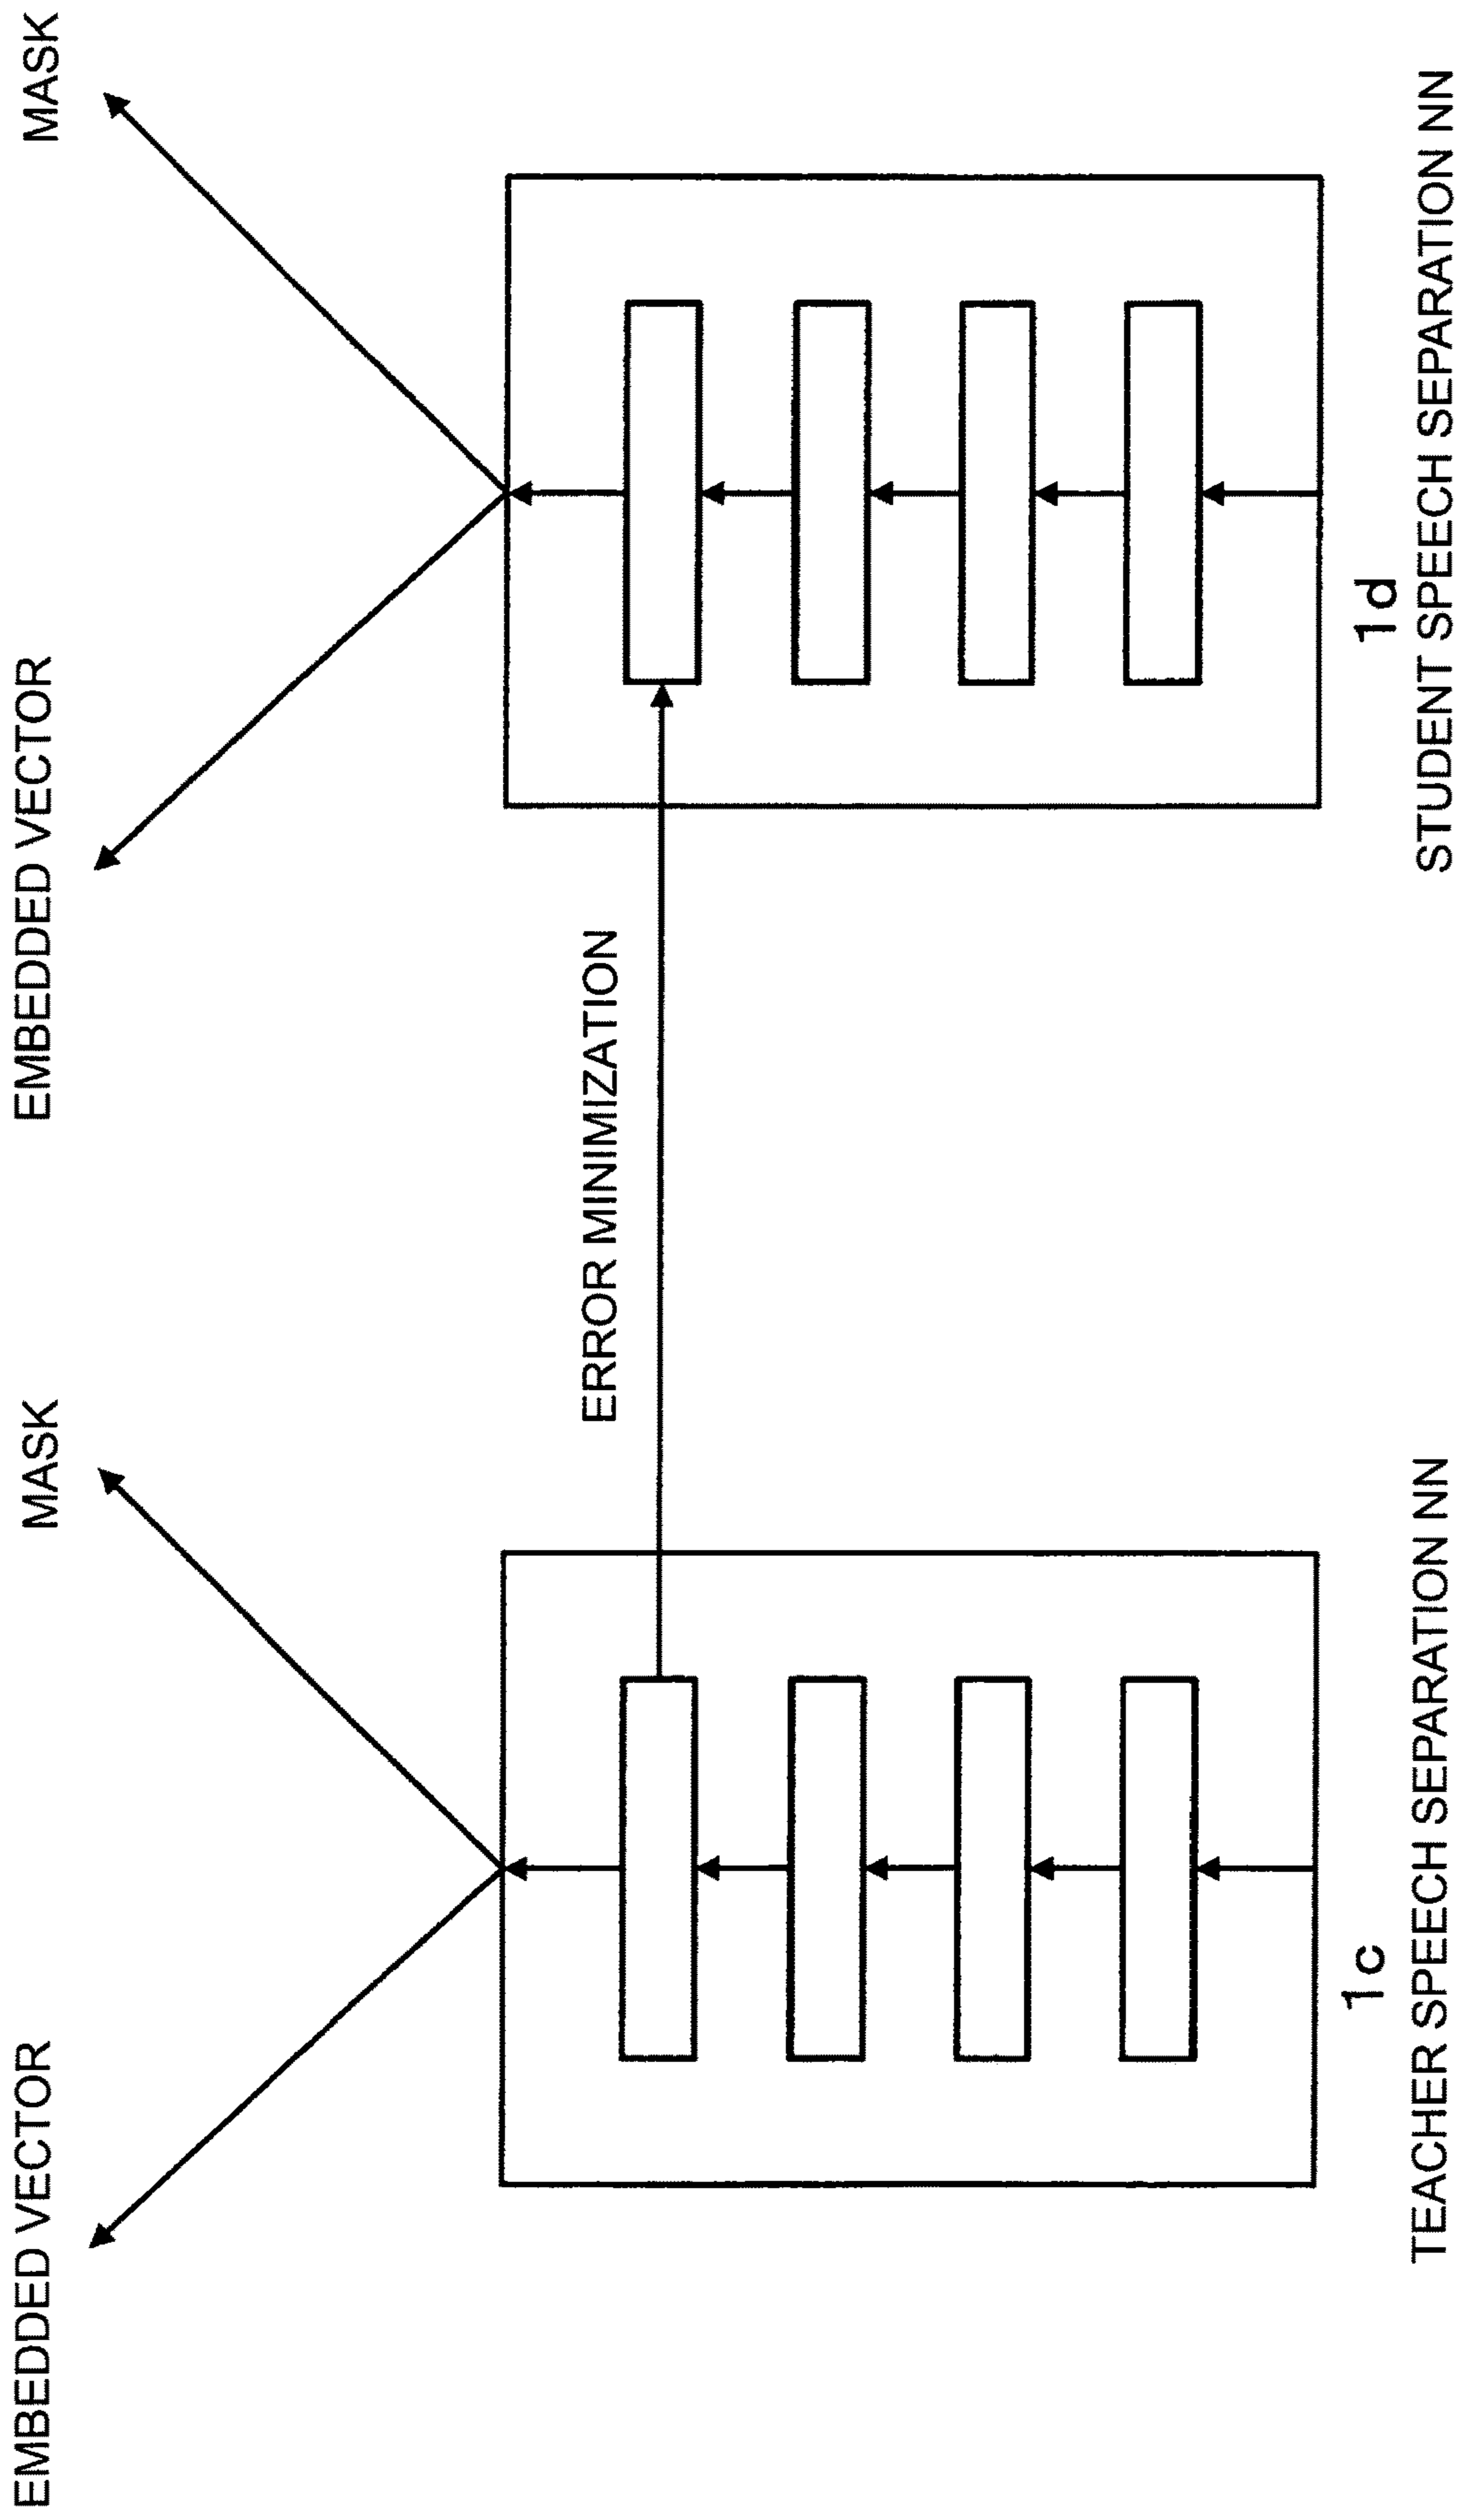 EMBEDDED VECTOR
MASK
EMBEDDED VECTOR
MASK
ERROR MINIMIZATION
1c
1d
TEACHER SPEECH SEPARATION NN
STUDENT SPEECH SEPARATION NN